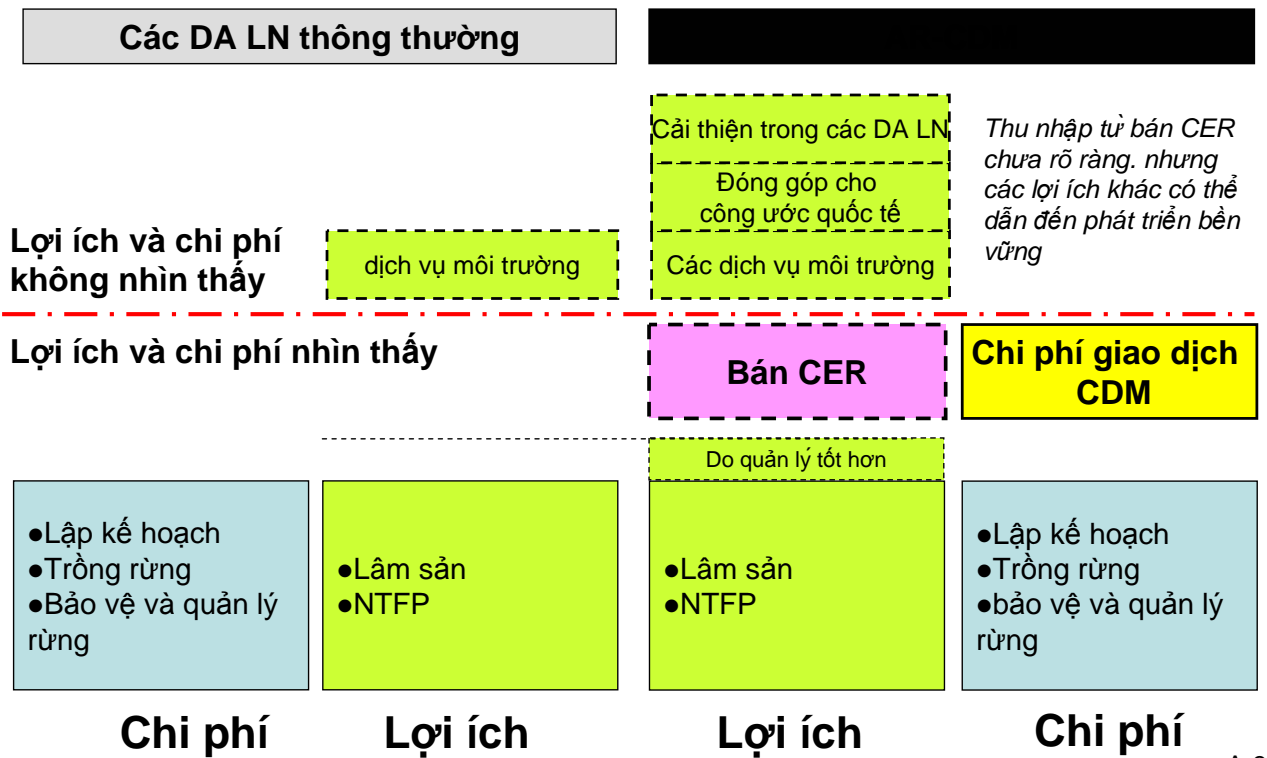 Các DA LN thông thường
Cải thiện trong các DA LN
Đóng góp cho
công ước quốc tế
Các dịch vụ môi trường
Thu nhập từ bán CER
chưa rõ ràng. nhưng
các lợi ích khác có thể
dẫn đến phát triển bền
vững
Lợi ích và chi phí
không nhìn thấy
dịch vụ môi trường
Lợi ích và chi phí nhìn thấy
Bán CER
Chi phí giao dịch
CDM
Do quản lý tốt hơn
●Lập kế hoạch
●Trồng rừng
●Bảo vệ và quản lý
rừng
●Lâm sản
●NTFP
●Lâm sản
●NTFP
●Lập kế hoạch
●Trồng rừng
●bảo vệ và quản lý
rừng
Chi phí
Lợi ích
Lợi ích
Chi phí